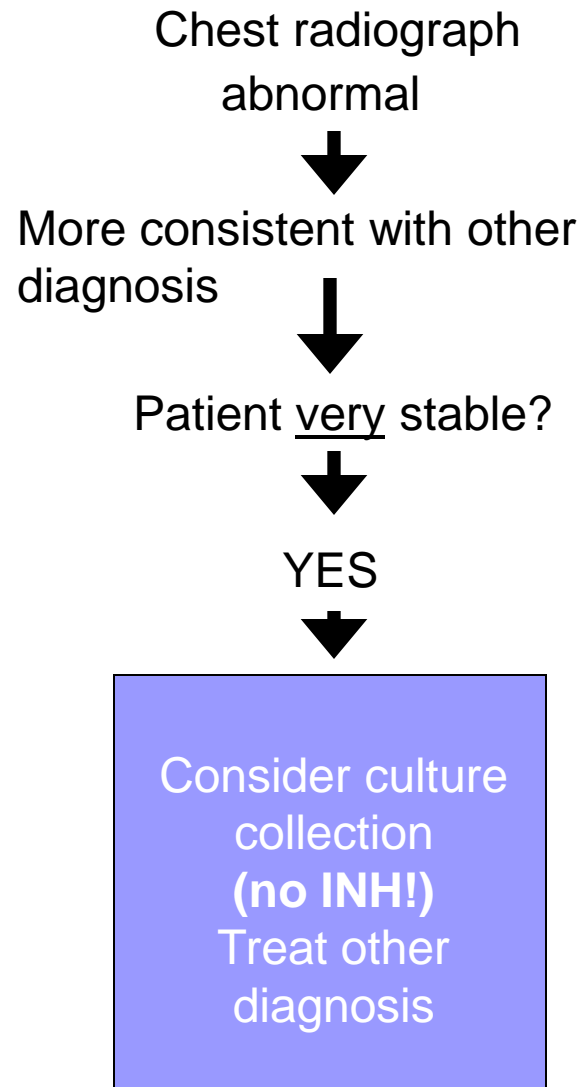 Chest radiograph
abnormal
More consistent with other
diagnosis
Patient very stable?
YES
Consider culture
collection
(no INH!)
Treat other
diagnosis